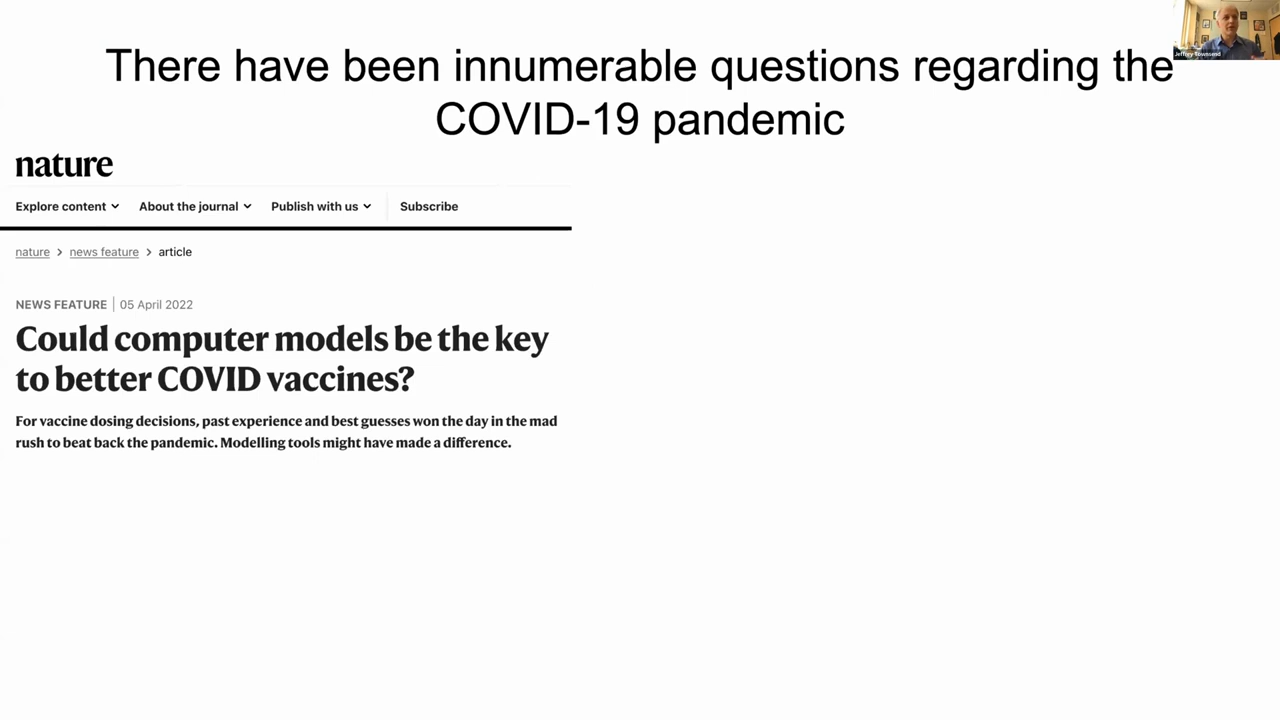 There have been innumerable questions regarding the
COVID-19 pandemic
Jeffrey Townsend
nature
Explore content About the journal Publish with us Subscribe
nature > news feature > article
NEWS FEATURE | 05 April 2022
Could computer models be the key
to better COVID vaccines?
For vaccine dosing decisions, past experience and best guesses won the day in the mad
rush to beat back the pandemic. Modelling tools might have made a difference.